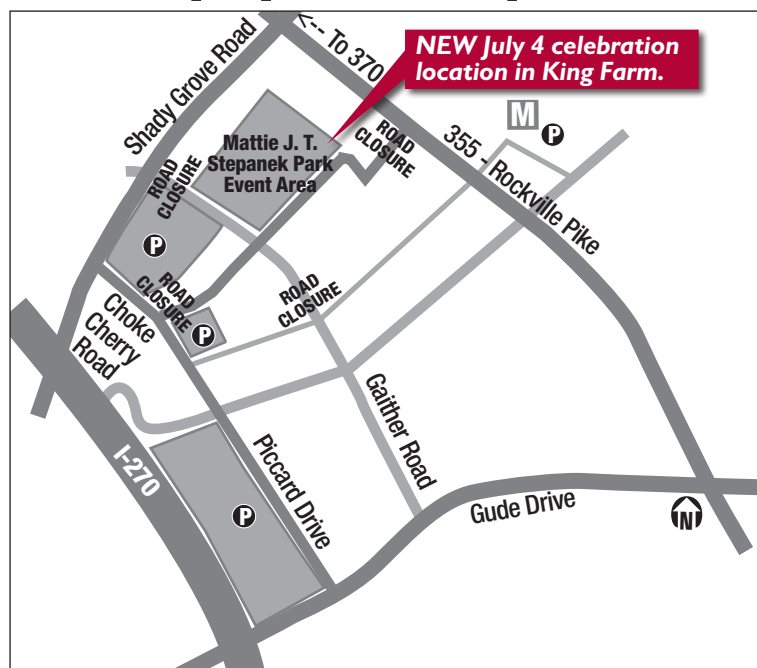 <--- To 370
NEW July 4 celebration
location in King Farm.
Shady Grove Road
M
P
ROAD
CLOSURE
355 - Rockville Pike
Mattie J. T.
Stepanek Park
Event Area
ROAD
CLOSURE
P
ROAD
CLOSURE
ROAD
CLOSURE
P
Choke
Cherry
Road
Gaither Road
I-270
Piccard Drive
P
Gude Drive
N